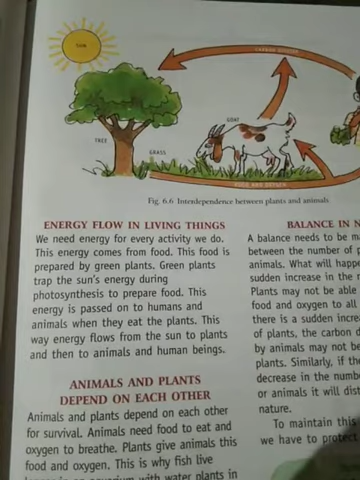 SUN
CARBON DIOXIDE
GOAT
TREE
GRASS
FOOD AND OXYGEN
Fig. 6.6 Interdependence between plants and animals
ENERGY FLOW IN LIVING THINGS
We need energy for every activity we do.
This energy comes from food. This food is
prepared by green plants. Green plants
trap the sun's energy during
photosynthesis to prepare food. This
energy is passed on to humans and
animals when they eat the plants. This
way energy flows from the sun to plants
and then to animals and human beings.
ANIMALS AND PLANTS
DEPEND ON EACH OTHER
Animals and plants depend on each other
for survival. Animals need food to eat and
oxygen to breathe. Plants give animals this
food and oxygen. This is why fish live
in an aquarium with water plants in
BALANCE IN N
A balance needs to be ma
between the number of p
animals. What will happe
sudden increase in the n
Plants may not be able
food and oxygen to all
there is a sudden increa
of plants, the carbon d
by animals may not be
plants. Similarly, if the
decrease in the numbe
or animals it will dist
nature.
To maintain this
we have to protect